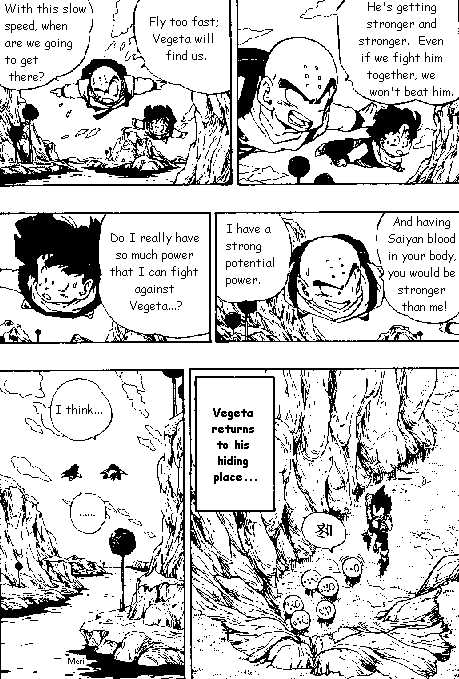 With this slow
speed, when
are we going
to get
there?
Fly too fast;
Vegeta will
find us.
He's getting
stronger and
stronger. Even
if we fight him
together, we
won't beat him.
Do I really have
so much power
that I can fight
against
Vegeta...?
I have a
strong
potential
power.
And having
Saiyan blood
in your body,
you would be
stronger
than me!
I think...
......
Vegeta
returns
to his
hiding
place...
Meri